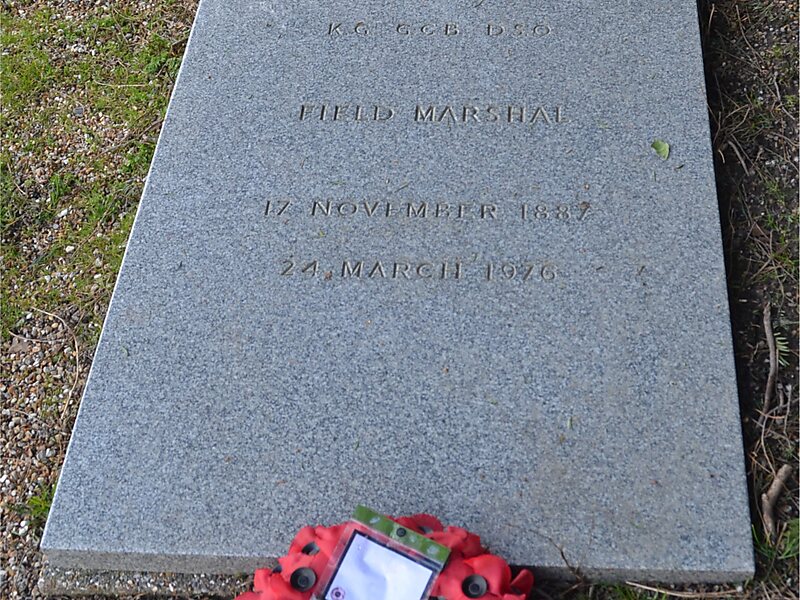 KG GCB DSO
FIELD MARSHAL
17 NOVEMBER 1887
24 MARCH 1976